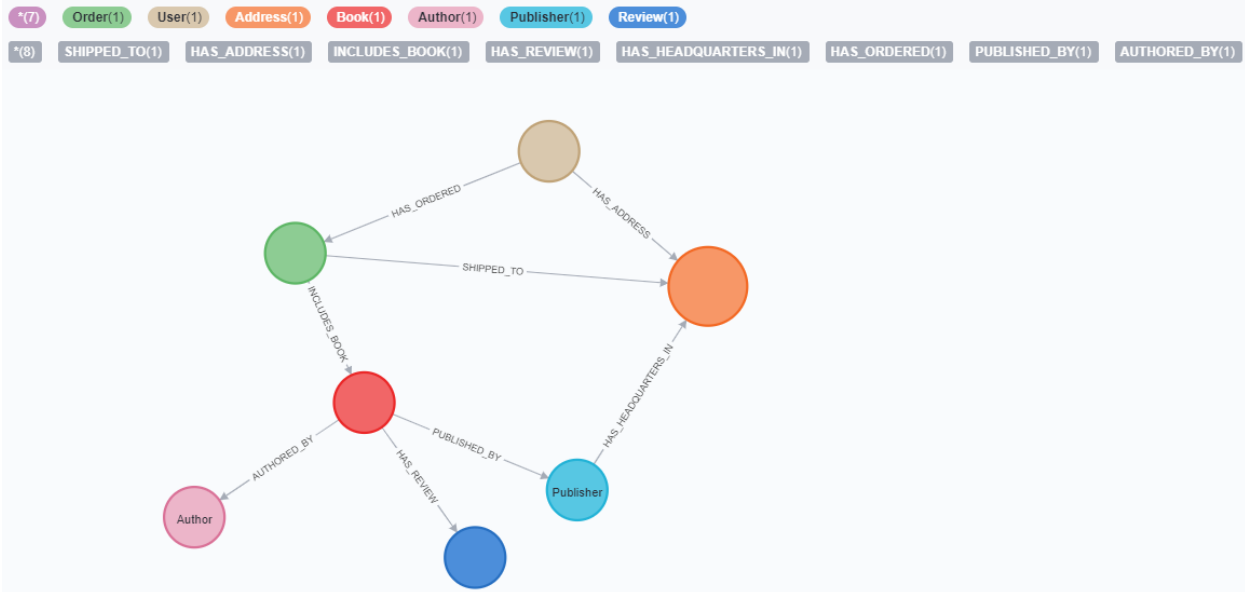 *(7) Order(1) User(1) Address(1) Book(1) Author(1) Publisher(1) Review(1)
*(8) SHIPPED_TO(1) HAS_ADDRESS(1) INCLUDES_BOOK(1) HAS_REVIEW(1) HAS_HEADQUARTERS_IN(1) HAS_ORDERED(1) PUBLISHED_BY(1) AUTHORED_BY(1)
HAS_ORDERED
HAS_ADDRESS
SHIPPED_TO
INCLUDES_BOOK
HAS_HEADQUARTERS_IN
AUTHORED_BY
PUBLISHED_BY
HAS_REVIEW
Publisher
Author